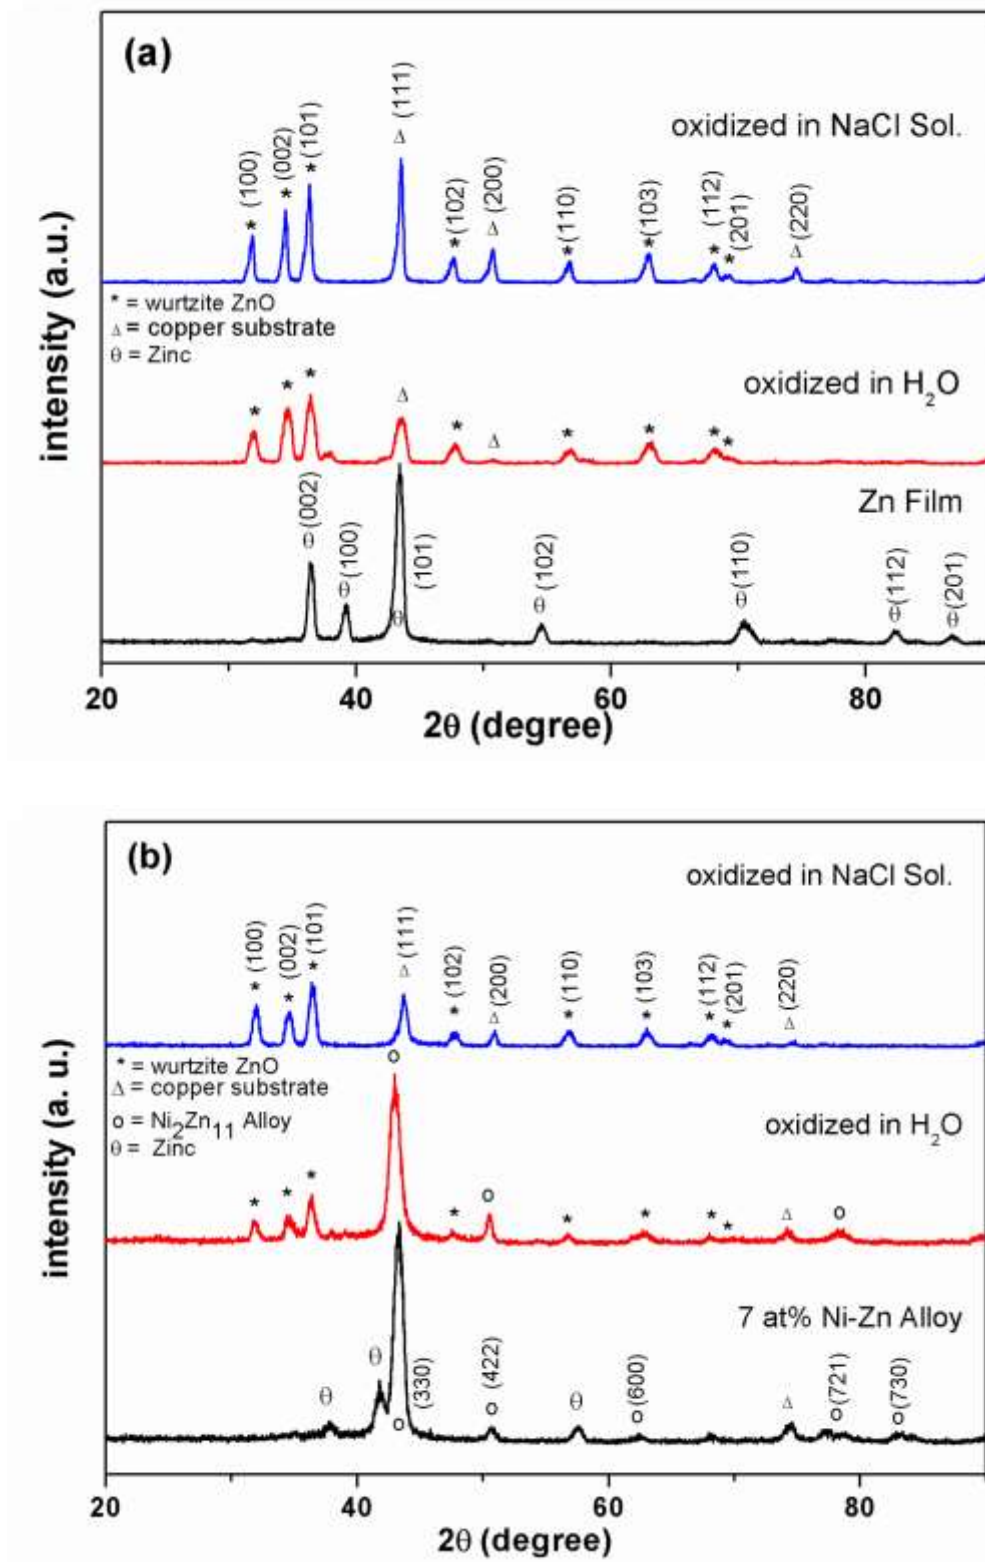 (a)
oxidized in NaCl Sol.
* (100)
* (002)
* (101)
Δ (111)
* (102)
Δ (200)
* (110)
* (103)
* (112)
* (201)
Δ (220)
* = wurtzite ZnO
Δ = copper substrate
θ = Zinc
oxidized in H₂O
* * * Δ * Δ * * * *
Zn Film
θ (002)
θ (100)
θ (101)
θ (102)
θ (110)
θ (112)
θ (201)
intensity (a.u.)
20 40 60 80
2θ (degree)
(b)
oxidized in NaCl Sol.
* (100)
* (002)
* (101)
Δ (111)
* (102)
Δ (200)
* (110)
* (103)
* (112)
* (201)
Δ (220)
* = wurtzite ZnO
Δ = copper substrate
o = Ni₂Zn₁₁ Alloy
θ = Zinc
oxidized in H₂O
* * * o * o * * * * Δ o
7 at% Ni-Zn Alloy
θ
θ
o (330)
o (422)
θ
o (600)
Δ
o (721)
o (730)
intensity (a. u.)
20 40 60 80
2θ (degree)